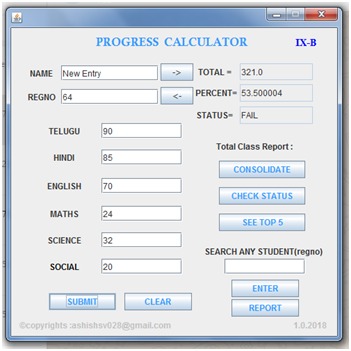 PROGRESS CALCULATOR IX-B
NAME New Entry -> TOTAL = 321.0
REGNO 64 <- PERCENT= 53.500004
STATUS= FAIL
TELUGU 90
HINDI 85
ENGLISH 70
MATHS 24
SCIENCE 32
SOCIAL 20
SUBMIT CLEAR
Total Class Report :
CONSOLIDATE
CHECK STATUS
SEE TOP 5
SEARCH ANY STUDENT(regno)
ENTER
REPORT
©copyrights :ashishsv028@gmail.com 1.0.2018